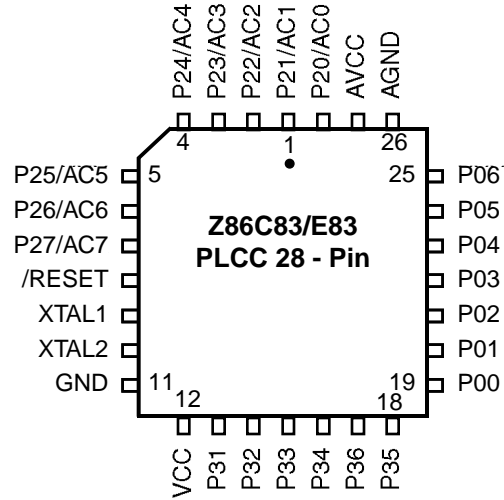 P24/AC4
P23/AC3
P22/AC2
P21/AC1
P20/AC0
AVCC
AGND
4
1
26
P25/AC5
5
25
P06
P26/AC6
P05
Z86C83/E83
P27/AC7
P04
PLCC 28 - Pin
/RESET
P03
XTAL1
P02
XTAL2
P01
GND
11
19
P00
12
18
VCC
P31
P32
P33
P34
P36
P35